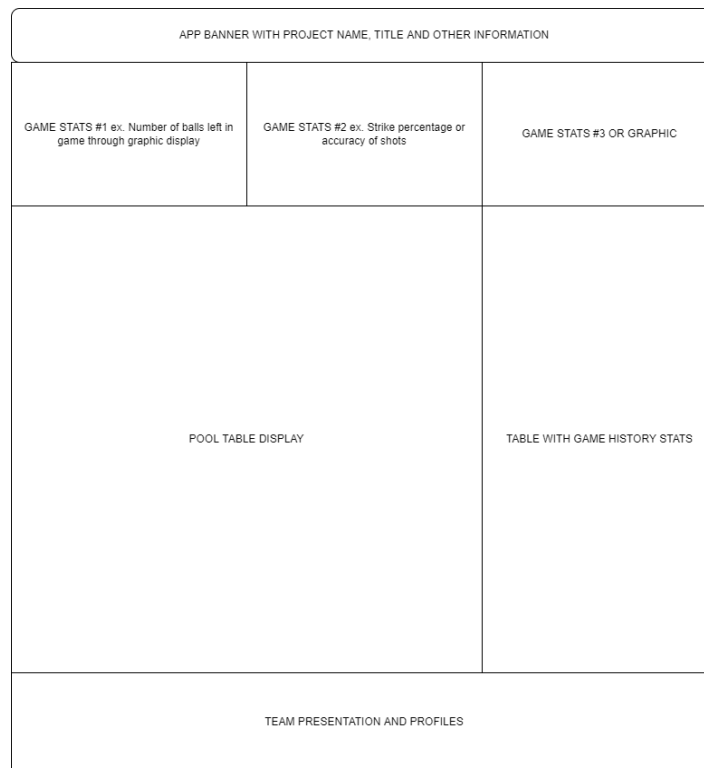 APP BANNER WITH PROJECT NAME, TITLE AND OTHER INFORMATION
GAME STATS #1 ex. Number of balls left in
game through graphic display
GAME STATS #2 ex. Strike percentage or
accuracy of shots
GAME STATS #3 OR GRAPHIC
POOL TABLE DISPLAY
TABLE WITH GAME HISTORY STATS
TEAM PRESENTATION AND PROFILES